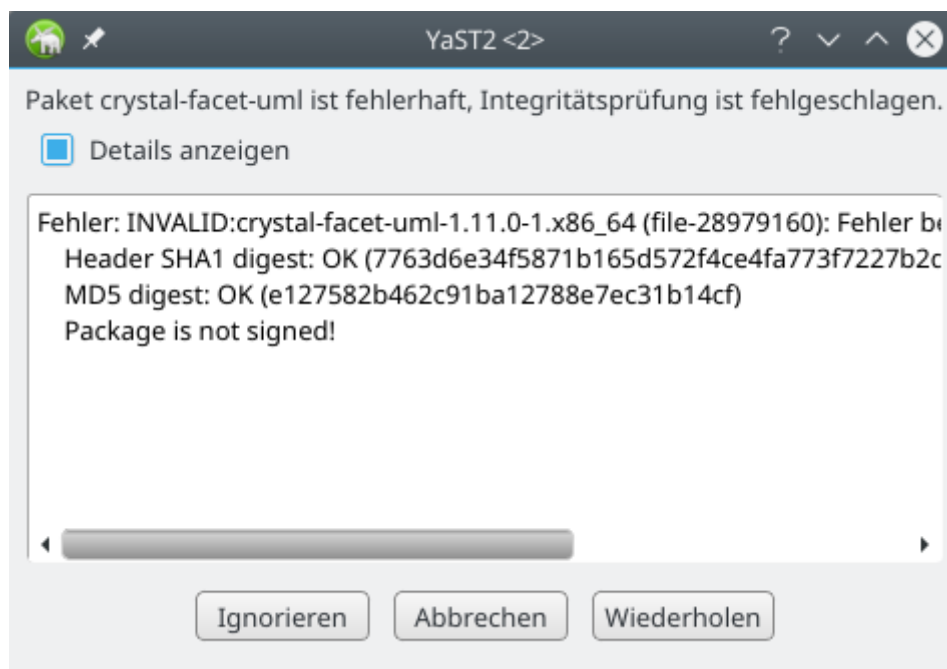 YaST2 <2>
Paket crystal-facet-uml ist fehlerhaft, Integritätsprüfung ist fehlgeschlagen.
Details anzeigen
Fehler: INVALID:crystal-facet-uml-1.11.0-1.x86_64 (file-28979160): Fehler
Header SHA1 digest: OK (7763d6e34f5871b165d572f4ce4fa773f7227b2c
MD5 digest: OK (e127582b462c91ba12788e7ec31b14cf)
Package is not signed!
Ignorieren Abbrechen Wiederholen